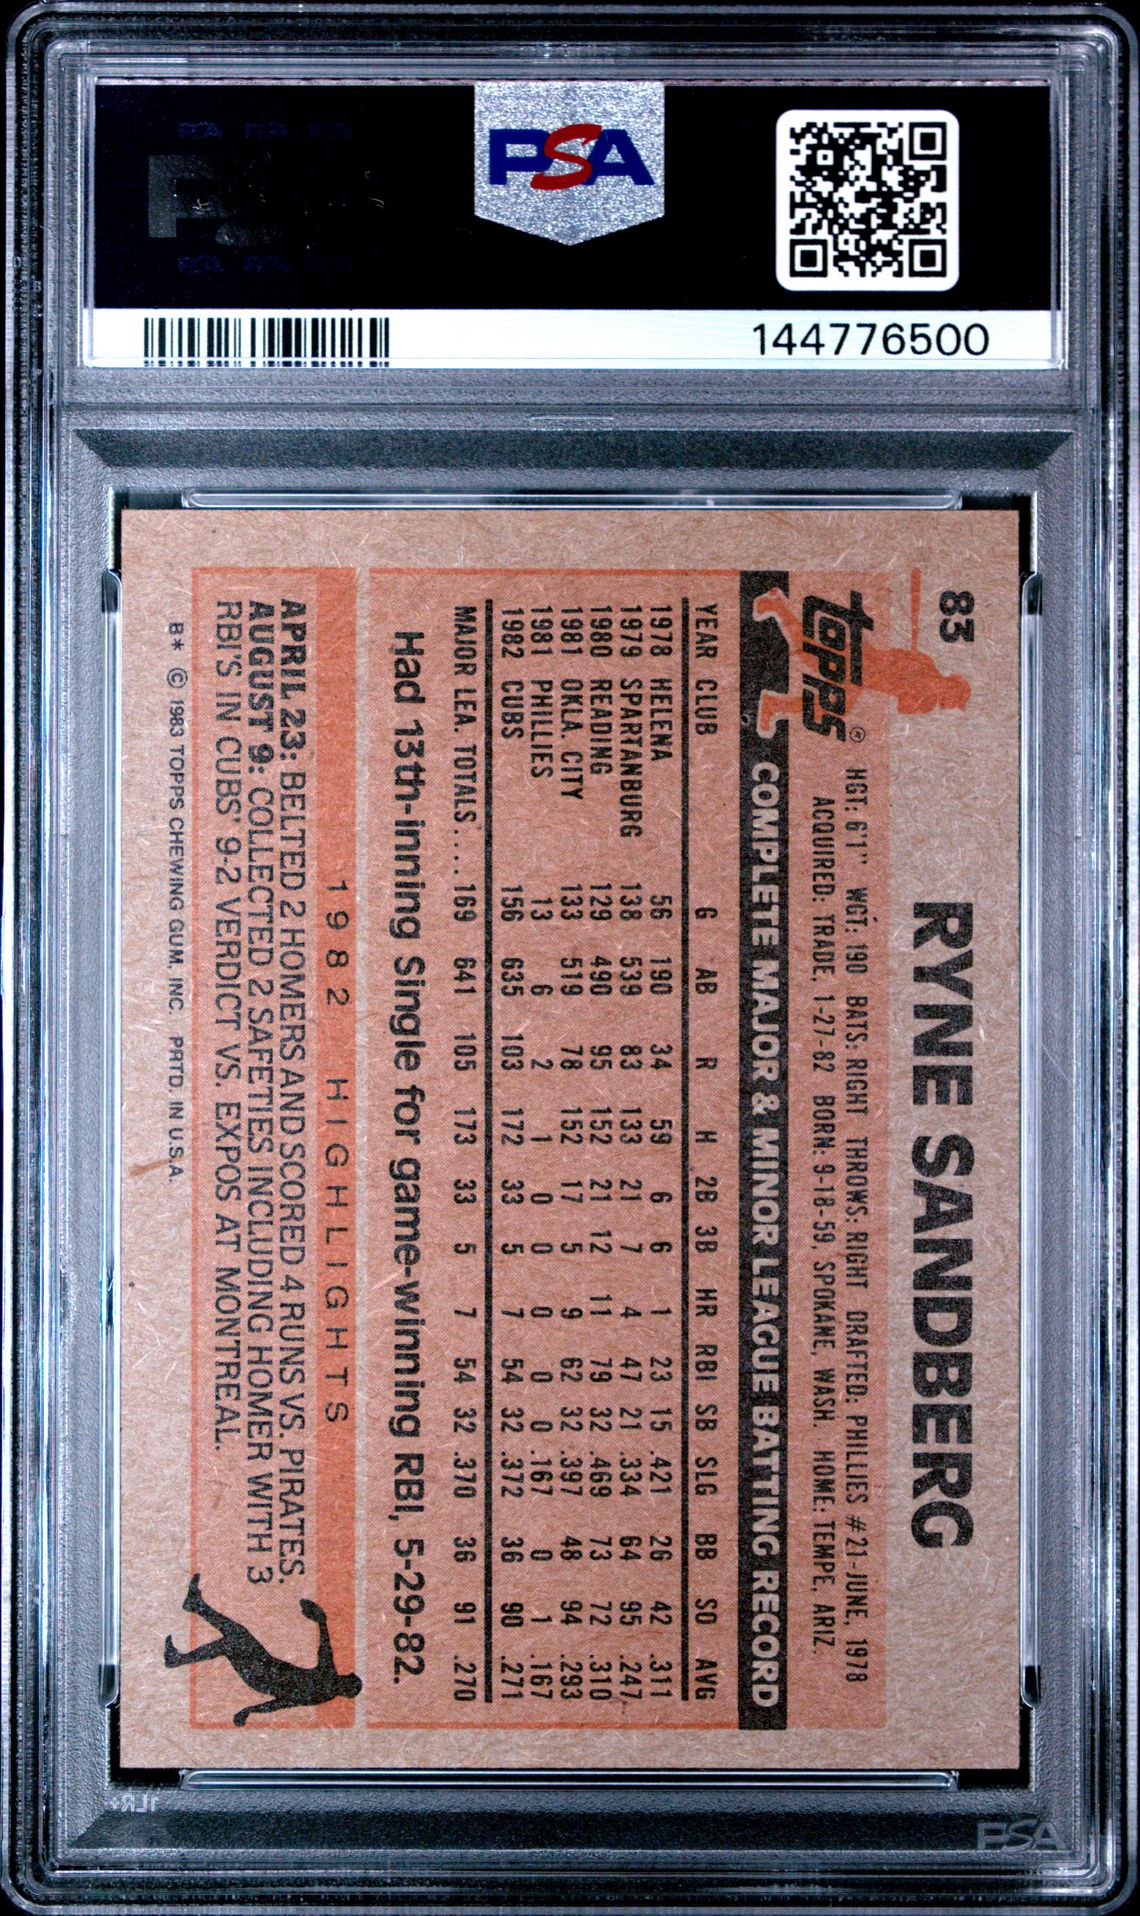 PSA
144776500
83
RYNE SANDBERG
Topps®
HGT: 6'1" WGT: 190 BATS: RIGHT THROWS: RIGHT DRAFTED: PHILLIES #21-JUNE, 1978
ACQUIRED: TRADE, 1-27-82 BORN: 9-18-59, SPOKANE, WASH. HOME: TEMPE, ARIZ.
COMPLETE MAJOR & MINOR LEAGUE BATTING RECORD
YEAR CLUB G AB R H 2B 3B HR RBI SB SLG BB SO AVG
1978 HELENA 56 190 34 59 6 6 1 23 15 .421 26 42 .311
1979 SPARTANBURG 138 539 83 133 21 7 4 47 21 .334 64 95 .247
1980 READING 129 490 95 152 21 12 11 79 32 .469 73 72 .310
1981 OKLA. CITY 133 519 78 152 17 5 9 62 32 .397 48 94 .293
1981 PHILLIES 13 6 2 1 0 0 0 0 0 .167 0 1 .167
1982 CUBS 156 635 103 172 33 5 7 54 32 .372 36 90 .271
MAJOR LEA. TOTALS.... 169 641 105 173 33 5 7 54 32 .370 36 91 .270
Had 13th-inning Single for game-winning RBI, 5-29-82.
1982 HIGHLIGHTS
APRIL 23: BELTED 2 HOMERS AND SCORED 4 RUNS VS. PIRATES.
AUGUST 9: COLLECTED 2 SAFETIES INCLUDING HOMER WITH 3
RBI'S IN CUBS' 9-2 VERDICT VS. EXPOS AT MONTREAL.
B* © 1983 TOPPS CHEWING GUM, INC. PRTD. IN U.S.A.
1LR+
PSA